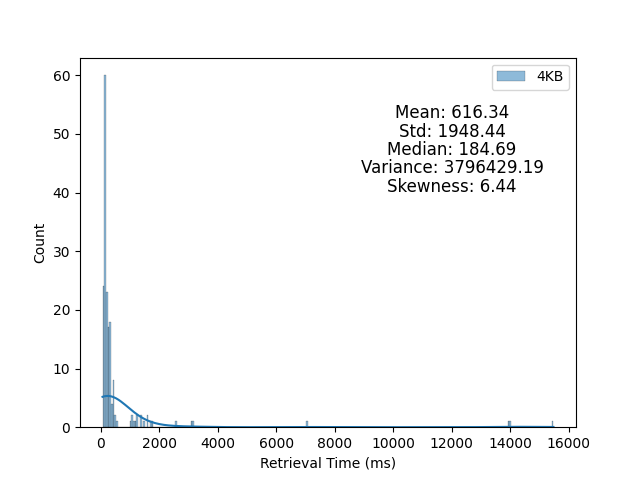 4KB
Mean: 616.34
Std: 1948.44
Median: 184.69
Variance: 3796429.19
Skewness: 6.44
60
50
40
30
20
10
0
Count
0 2000 4000 6000 8000 10000 12000 14000 16000
Retrieval Time (ms)